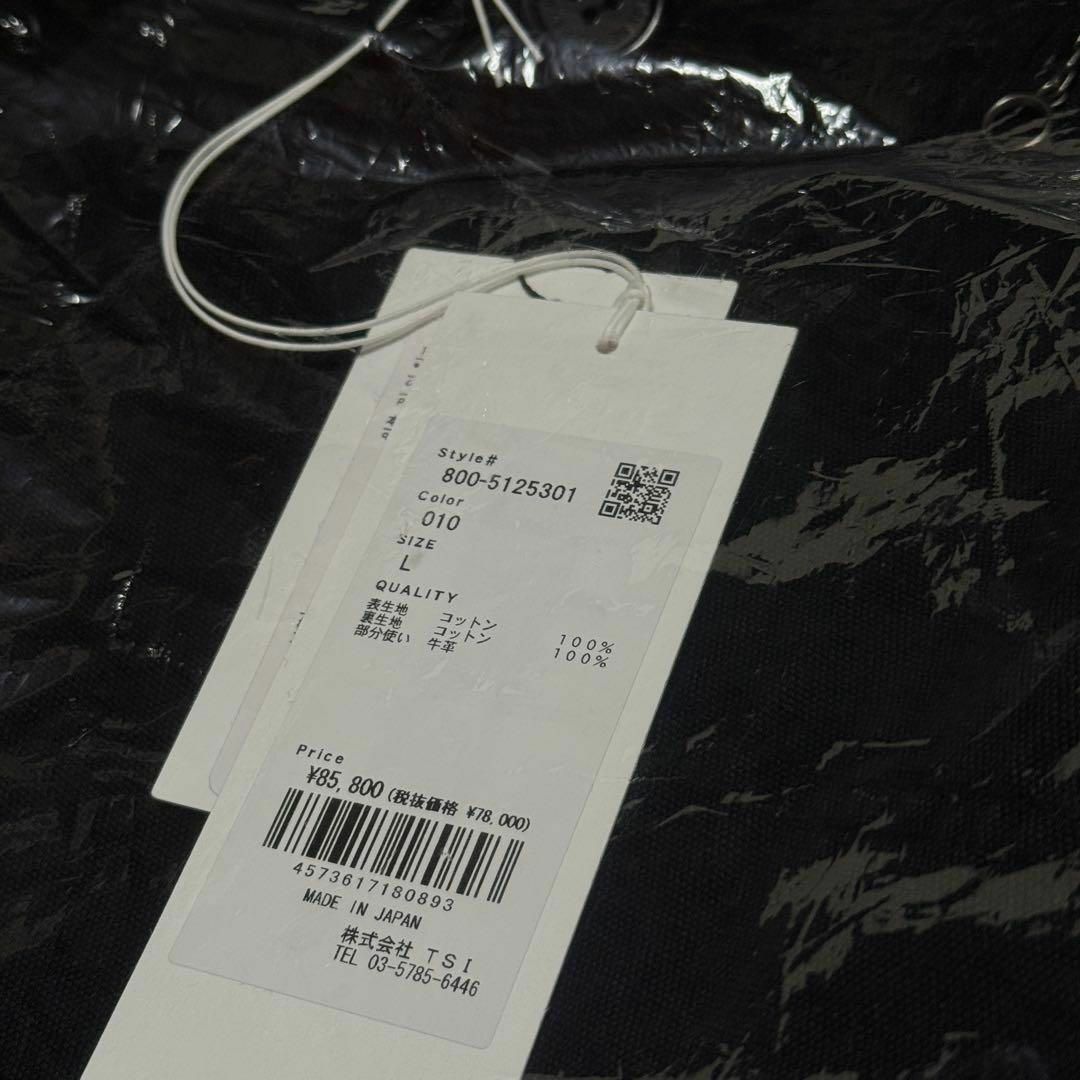 Style#
800-5125301
Color
010
SIZE
L
QUALITY
表生地 コットン 100%
裏生地 コットン 100%
部分使い 牛革
Price
¥85,800(税抜価格 ¥78,000)
4573617180893
MADE IN JAPAN
株式会社 TSI
TEL 03-5785-6446